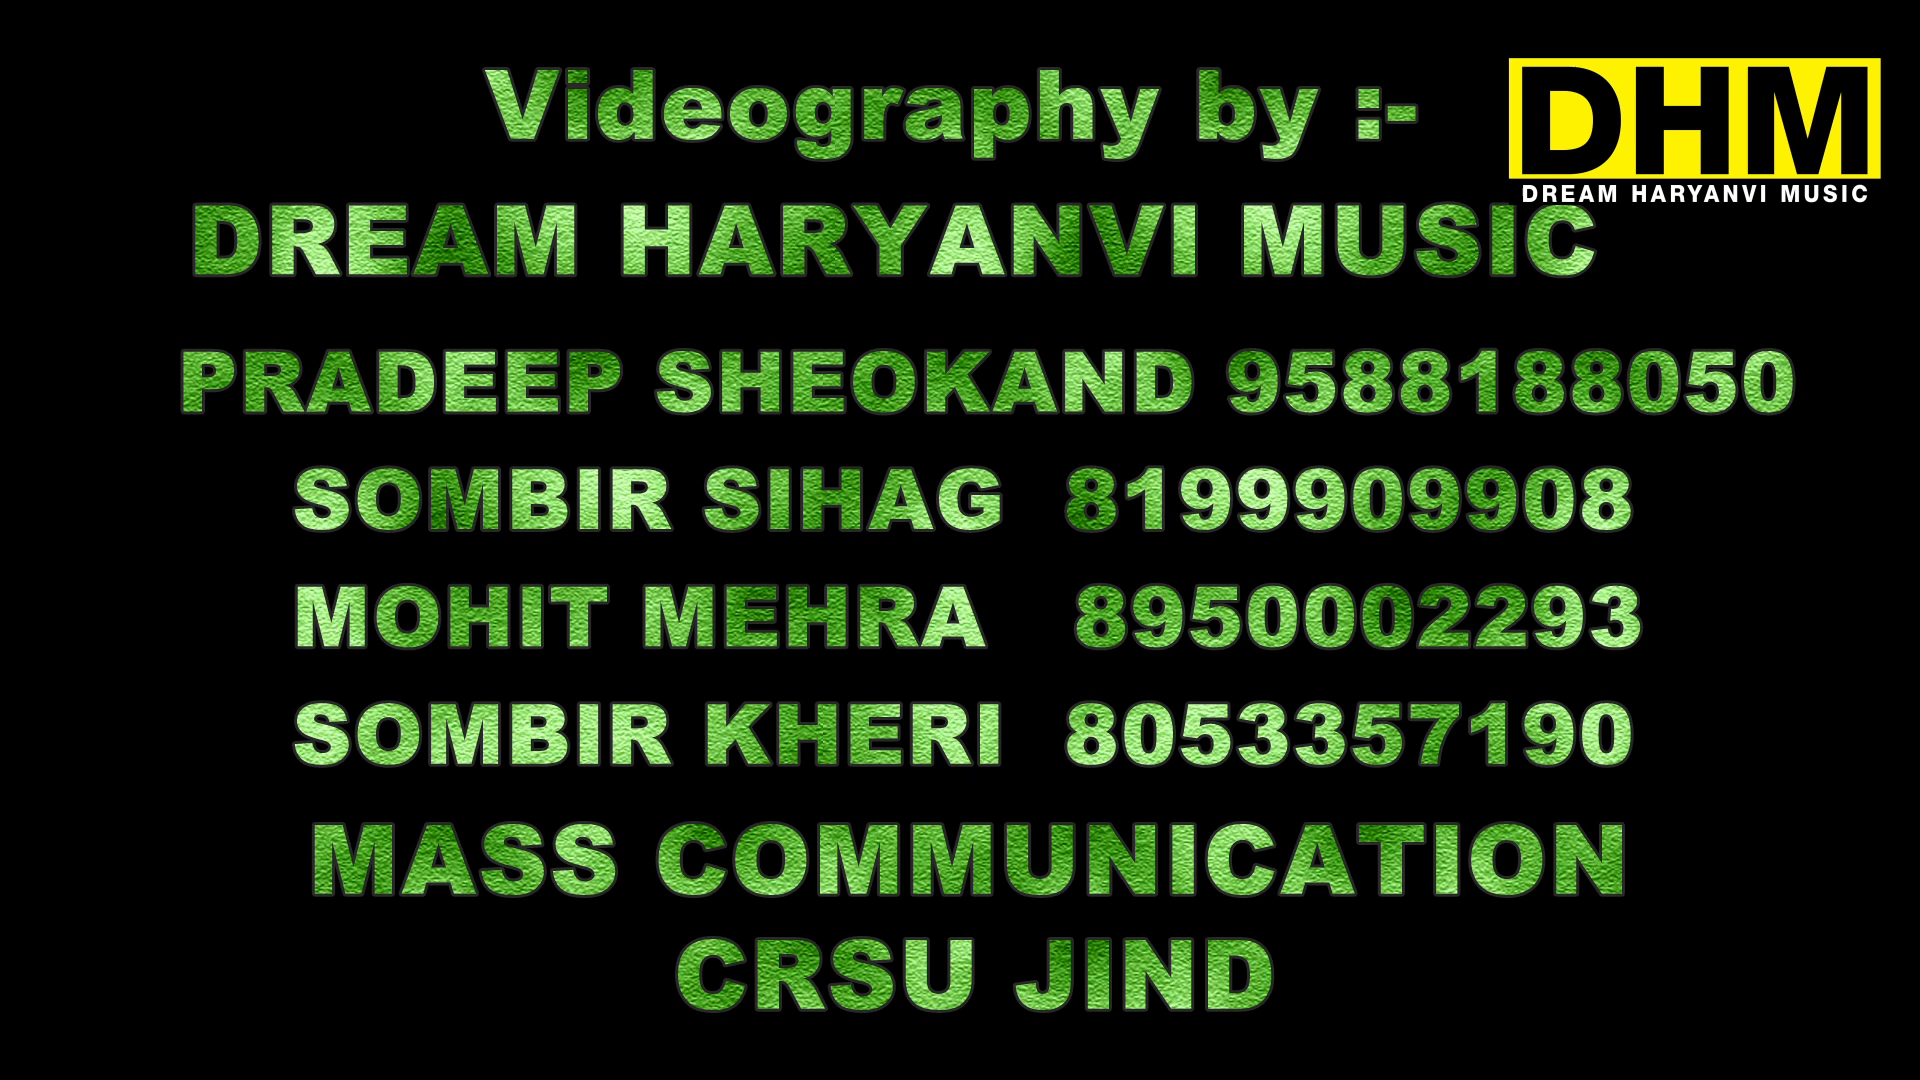 Videography by :-
DHM
DREAM HARYANVI MUSIC
DREAM HARYANVI MUSIC
PRADEEP SHEOKAND 9588188050
SOMBIR SIHAG 8199909908
MOHIT MEHRA 8950002293
SOMBIR KHERI 8053357190
MASS COMMUNICATION
CRSU JIND